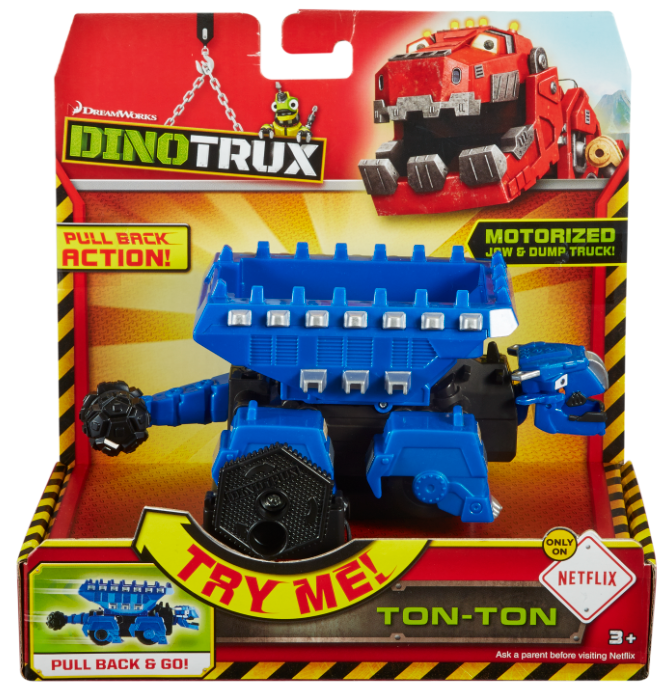 DREAMWORKS
DINOTRUX
PULL BACK
ACTION!
MOTORIZED
JAW & DUMP TRUCK!
TRY ME!
ONLY
ON
NETFLIX
TON-TON
3+
PULL BACK & GO!
Ask a parent before visiting Netflix